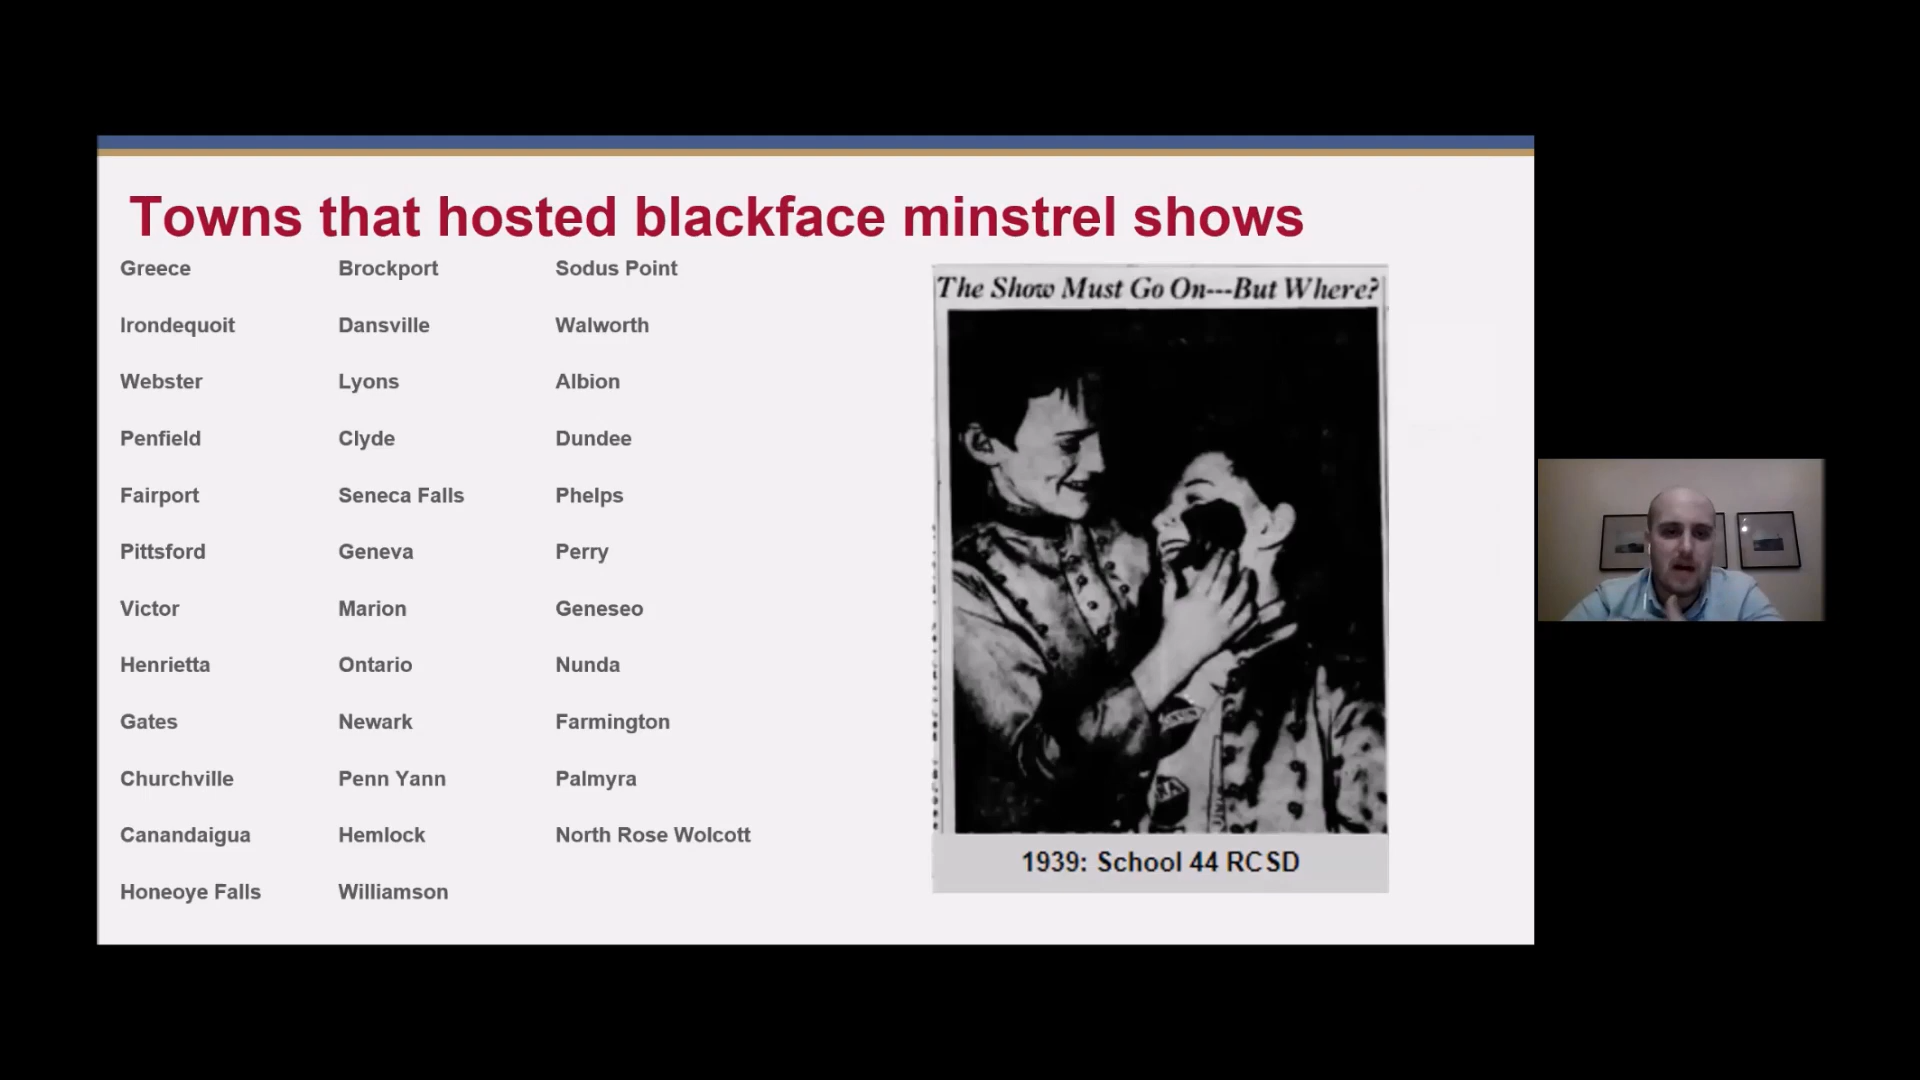 Towns that hosted blackface minstrel shows
Greece
Irondequoit
Webster
Penfield
Fairport
Pittsford
Victor
Henrietta
Gates
Churchville
Canandaigua
Honeoye Falls
Brockport
Dansville
Lyons
Clyde
Seneca Falls
Geneva
Marion
Ontario
Newark
Penn Yann
Hemlock
Williamson
Sodus Point
Walworth
Albion
Dundee
Phelps
Perry
Geneseo
Nunda
Farmington
Palmyra
North Rose Wolcott
The Show Must Go On---But Where?
1939: School 44 RCSD